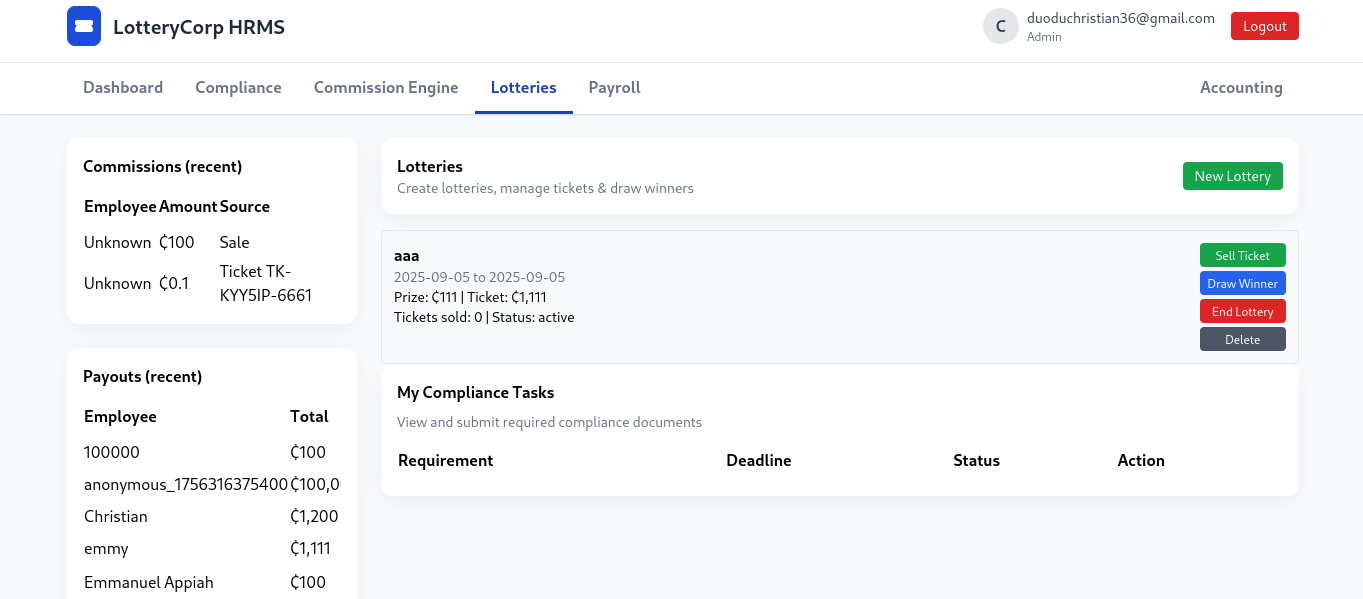 LotteryCorp HRMS
C
duoduchristian36@gmail.com
Admin
Logout
Dashboard Compliance Commission Engine Lotteries Payroll Accounting
Commissions (recent)
Employee Amount Source
Unknown ₵100 Sale
Unknown ₵0.1 Ticket TK-
KYY5IP-6661
Payouts (recent)
Employee Total
100000 ₵100
anonymous_1756316375400 ₵100,0
Christian ₵1,200
emmy ₵1,111
Emmanuel Appiah ₵100
Lotteries
Create lotteries, manage tickets & draw winners
New Lottery
aaa
2025-09-05 to 2025-09-05
Prize: ₵111 | Ticket: ₵1,111
Tickets sold: 0 | Status: active
Sell Ticket
Draw Winner
End Lottery
Delete
My Compliance Tasks
View and submit required compliance documents
Requirement Deadline Status Action